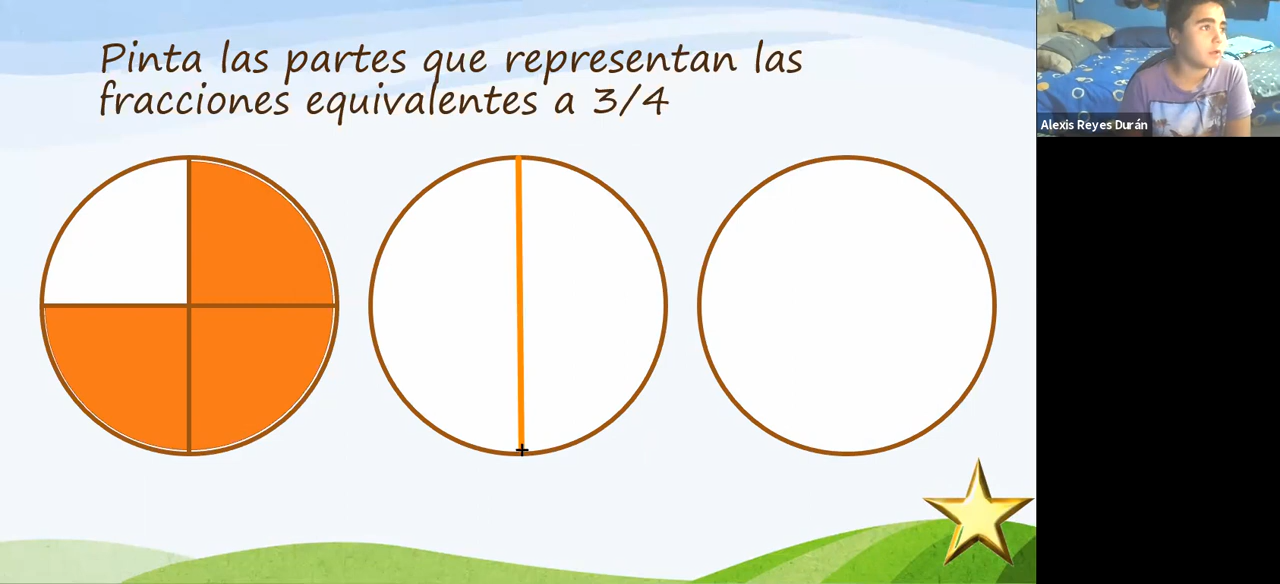 Pinta las partes que representan las
fracciones equivalentes a 3/4
Alexis Reyes Durán